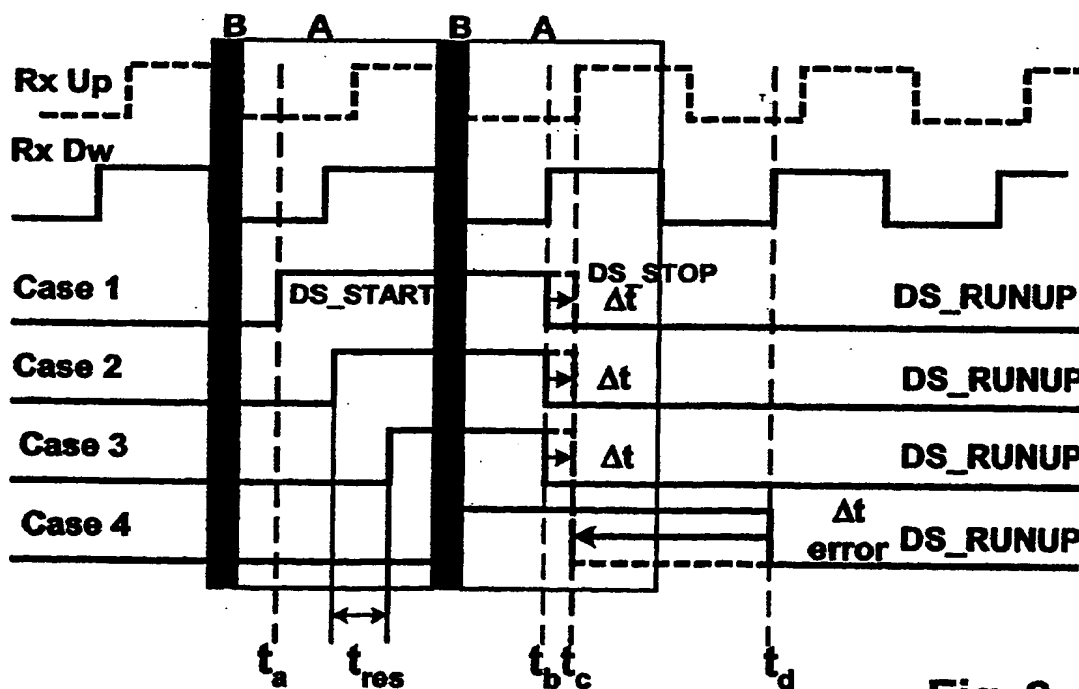 B A B A
Rx Up
Rx Dw
Case 1 DS_START DS_STOP Δt DS_RUNUP
Case 2 Δt DS_RUNUP
Case 3 Δt DS_RUNUP
Case 4 Δt error DS_RUNUP
ta tres tb tc td